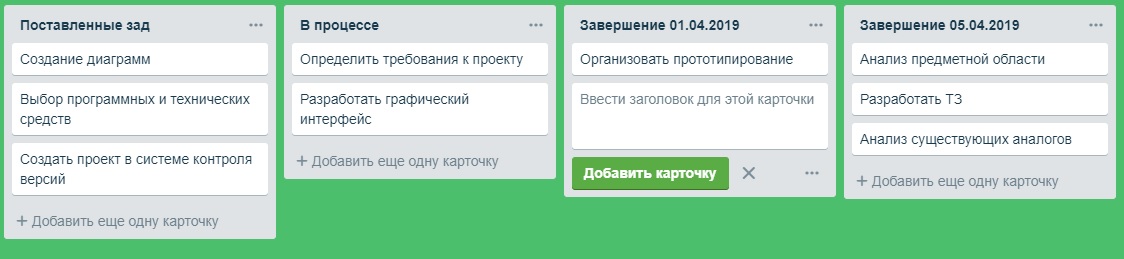 Поставленные зад
Создание диаграмм
Выбор программных и технических
средств
Создать проект в системе контроля
версий
+ Добавить еще одну карточку
В процессе
Определить требования к проекту
Разработать графический
интерфейс
+ Добавить еще одну карточку
Завершение 01.04.2019
Организовать прототипирование
Ввести заголовок для этой карточки
Добавить карточку
Завершение 05.04.2019
Анализ предметной области
Разработать ТЗ
Анализ существующих аналогов
+ Добавить еще одну карточку